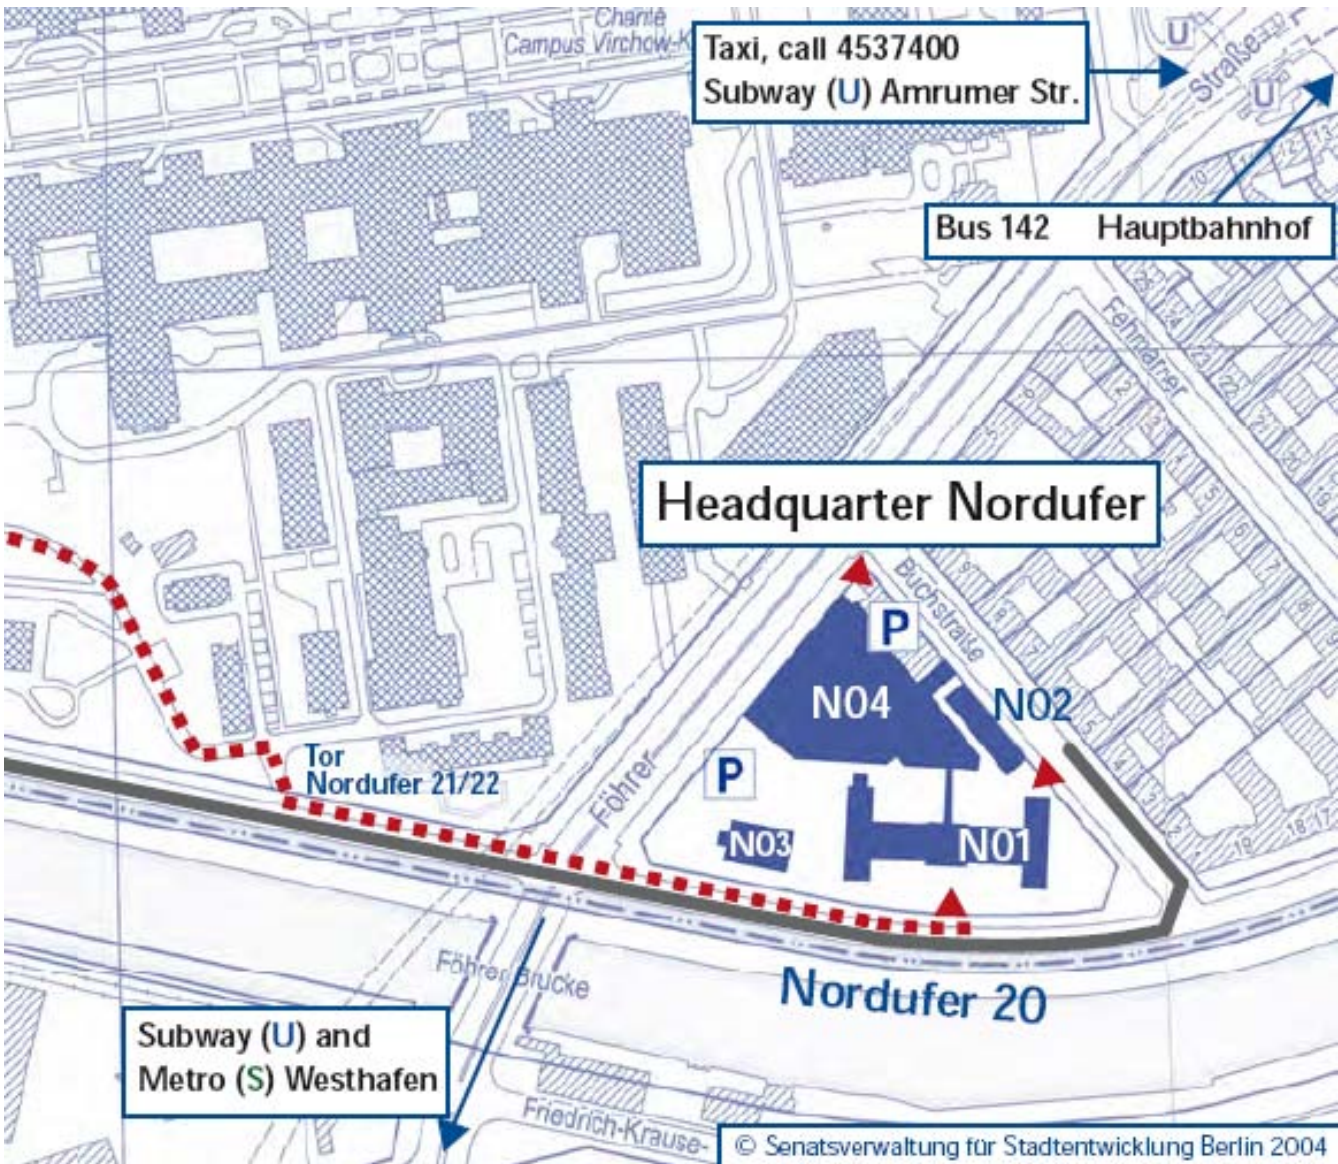 Charité
Campus Virchow-K
Taxi, call 4537400
Subway (U) Amrumer Str.
U
Straße
U
Bus 142 Hauptbahnhof
Fehmarner
Headquarter Nordufer
Buchstraße
P
N04
N02
P
Föhrer
N03
N01
Tor
Nordufer 21/22
Nordufer 20
Föhrer Brücke
Subway (U) and
Metro (S) Westhafen
Friedrich-Krause-
© Senatsverwaltung für Stadtentwicklung Berlin 2004